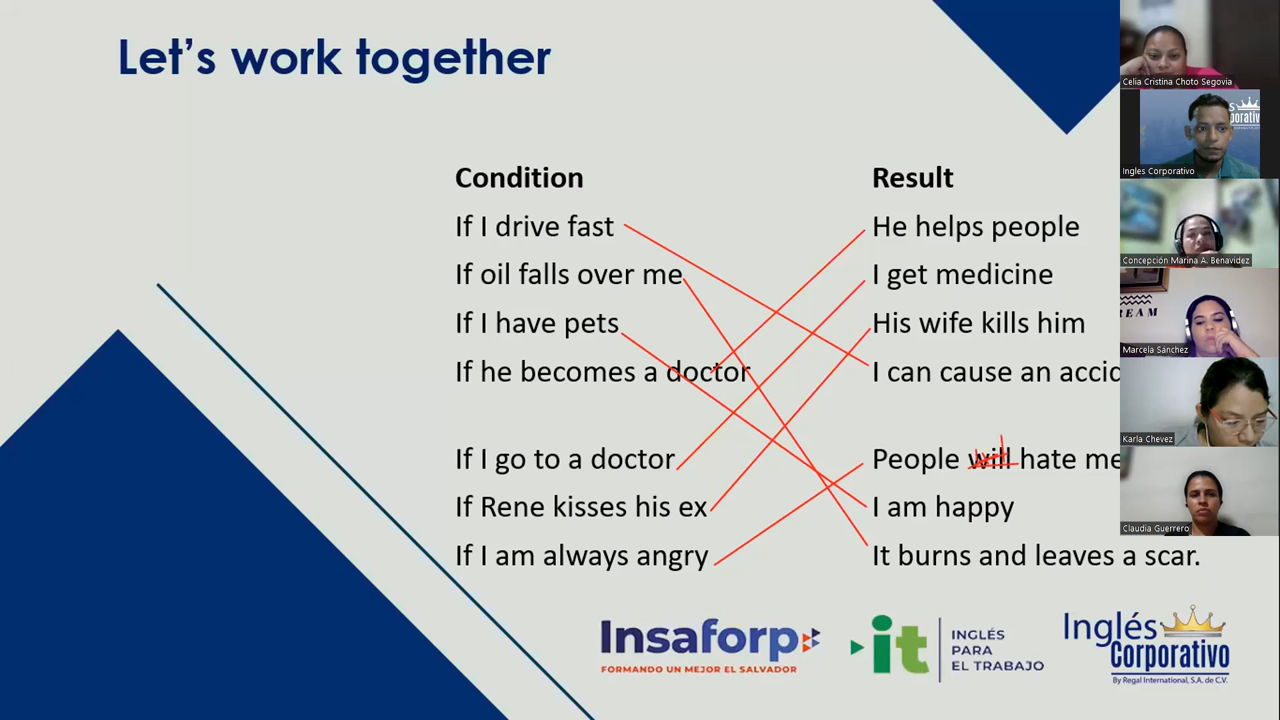 Let's work together
Condition
Result
If I drive fast
He helps people
If oil falls over me
I get medicine
If I have pets
His wife kills him
If he becomes a doctor
I can cause an accid
If I go to a doctor
People will hate me
If Rene kisses his ex
I am happy
If I am always angry
It burns and leaves a scar.
Insaforp
FORMANDO UN MEJOR EL SALVADOR
it
INGLÉS
PARA
EL TRABAJO
Inglés
Corporativo
By Regal International, S.A. de C.V.
Celia Cristina Choto Segovia
Ingles Corporativo
Concepción Marina A. Benavidez
EAM
Marcela Sánchez
Karla Chevez
Claudia Guerrero